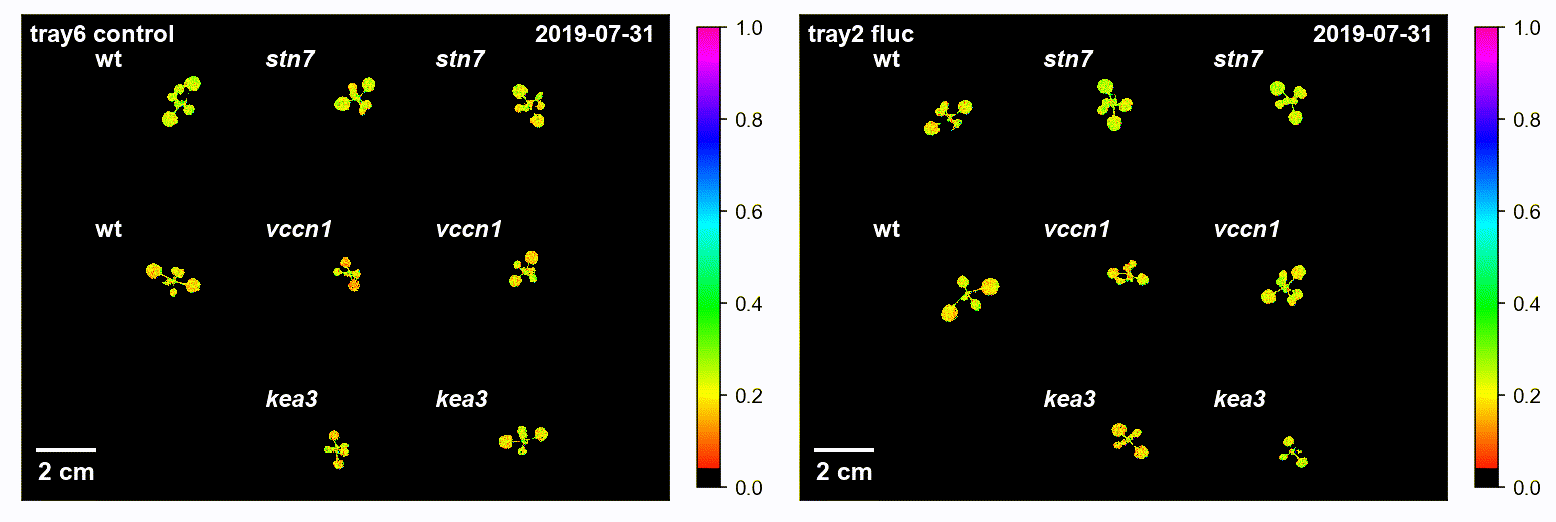 tray6 control 2019-07-31
wt stn7 stn7
wt vccn1 vccn1
kea3 kea3
2 cm
1.0
0.8
0.6
0.4
0.2
0.0
tray2 fluc 2019-07-31
wt stn7 stn7
wt vccn1 vccn1
kea3 kea3
2 cm
1.0
0.8
0.6
0.4
0.2
0.0